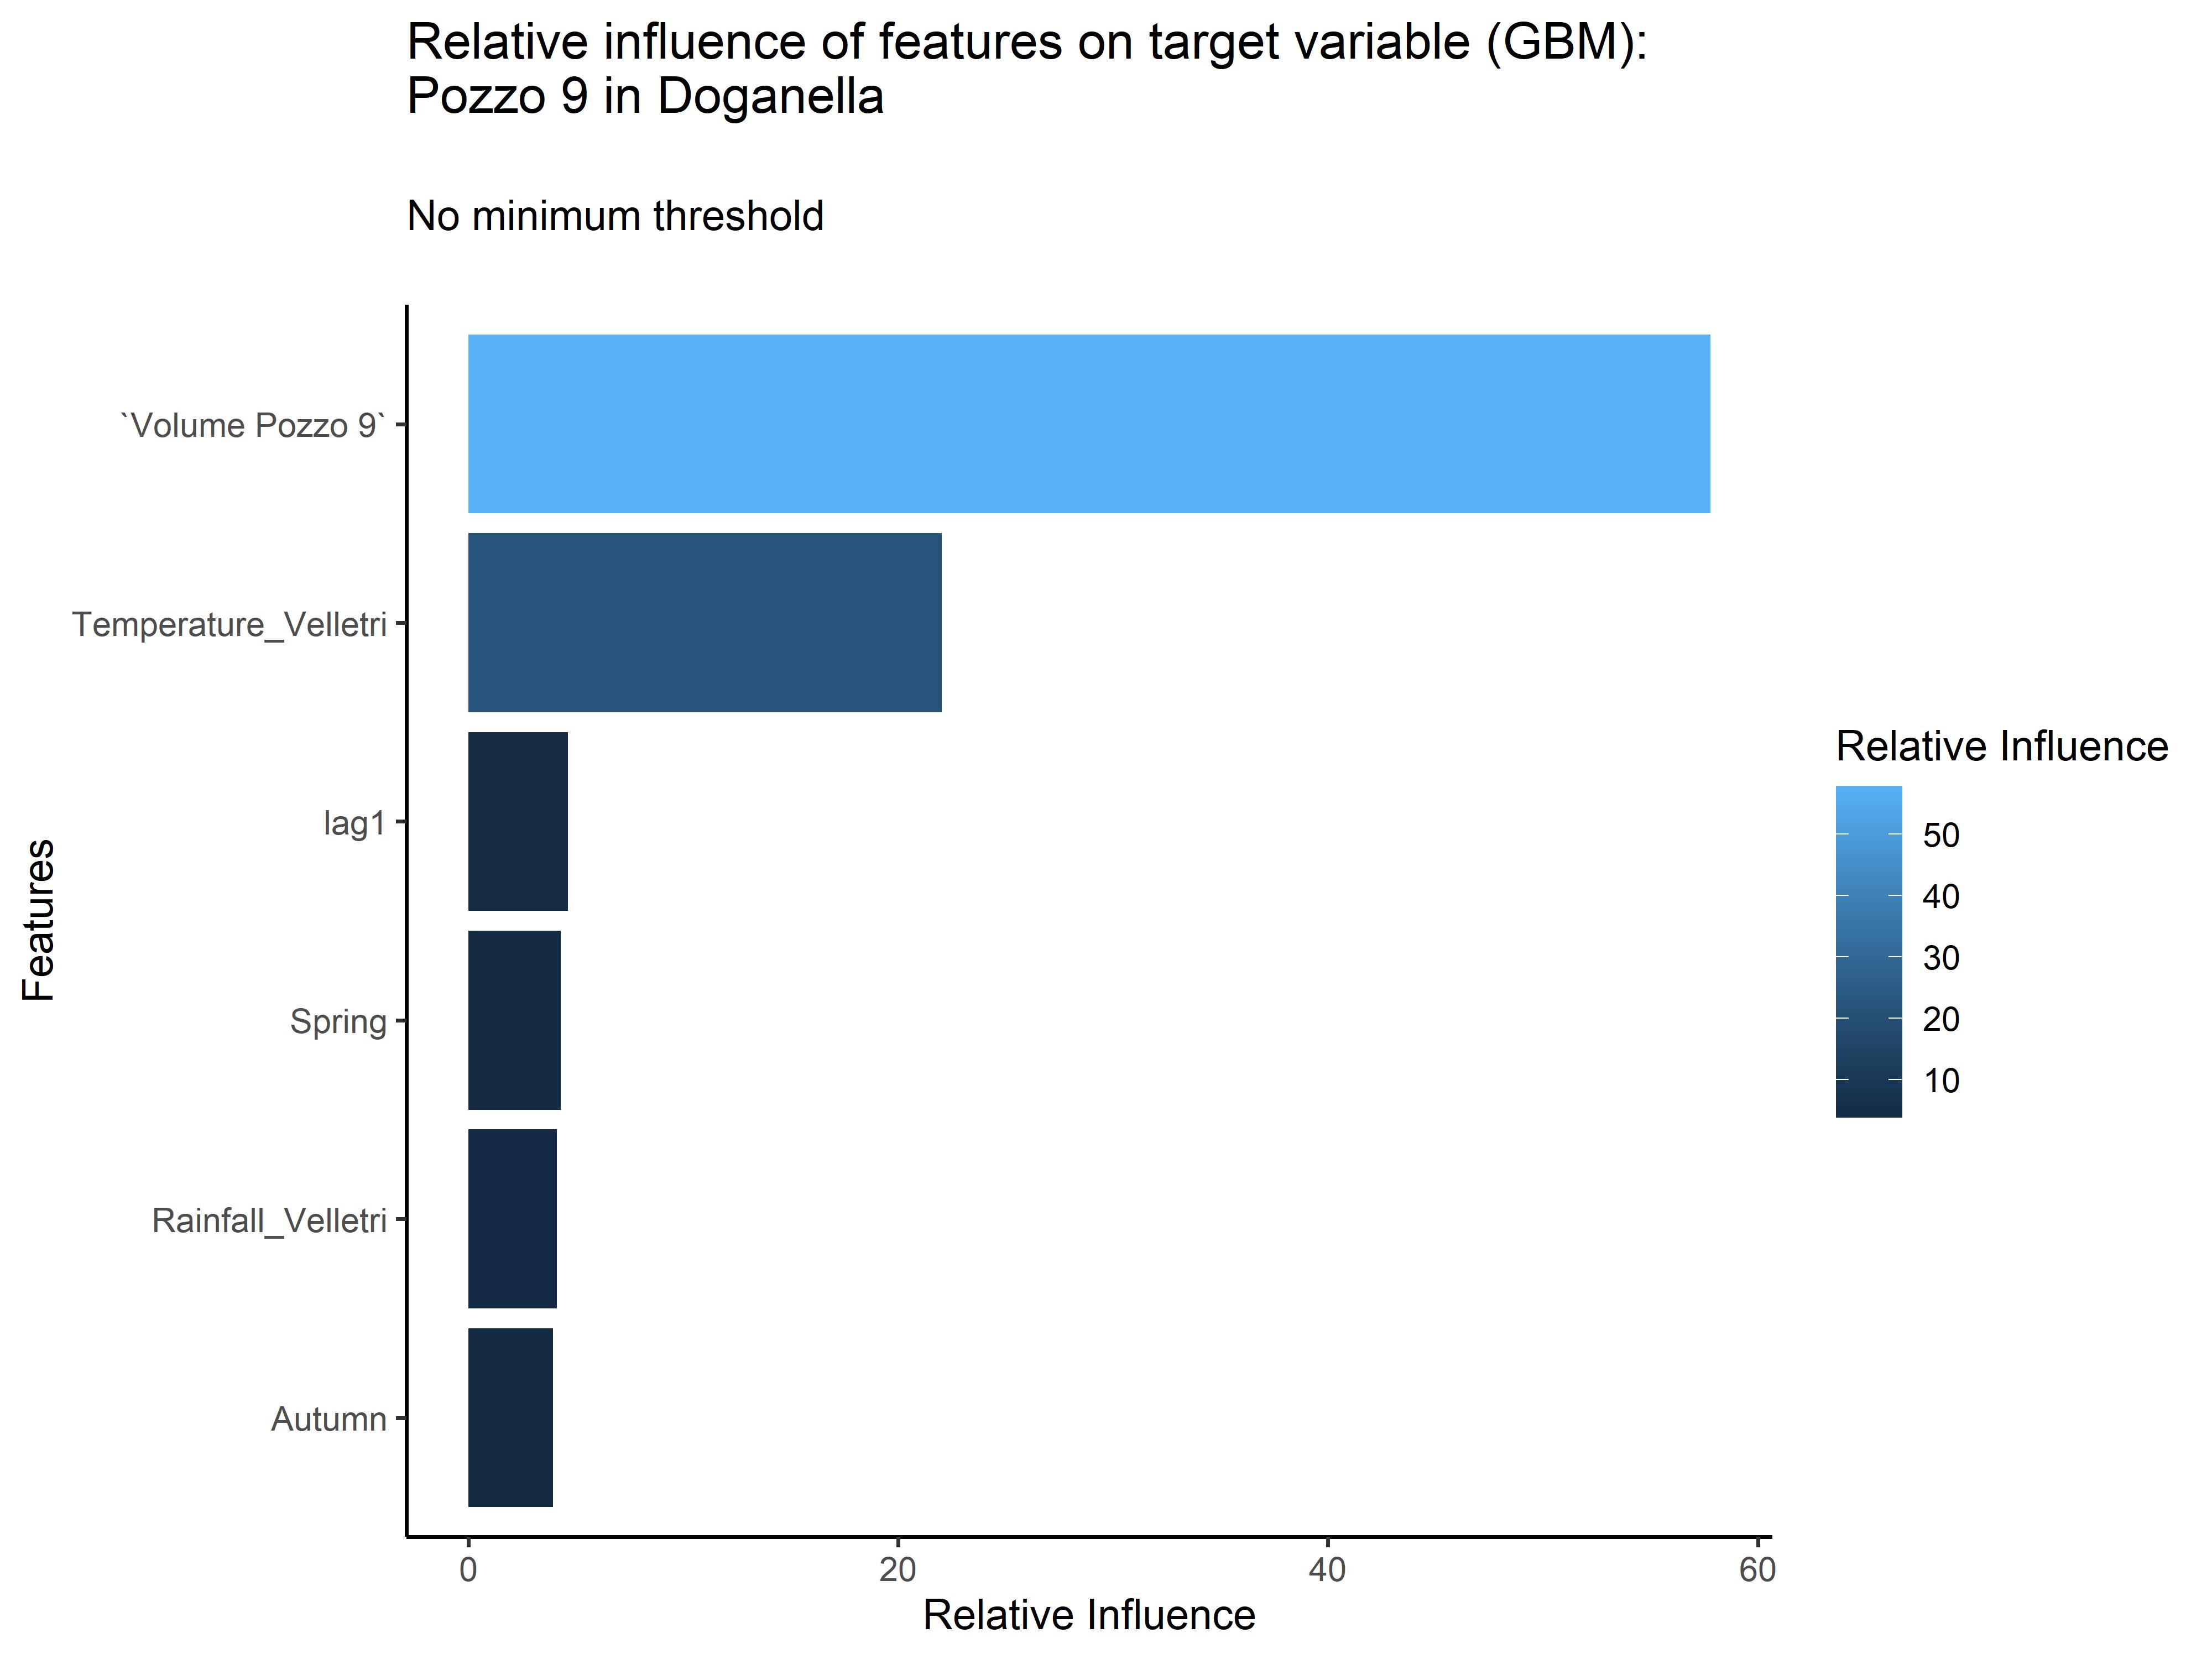 Relative influence of features on target variable (GBM):
Pozzo 9 in Doganella
No minimum threshold
`Volume Pozzo 9`
Temperature_Velletri
lag1
Spring
Rainfall_Velletri
Autumn
Features
0
20
40
60
Relative Influence
Relative Influence
50
40
30
20
10